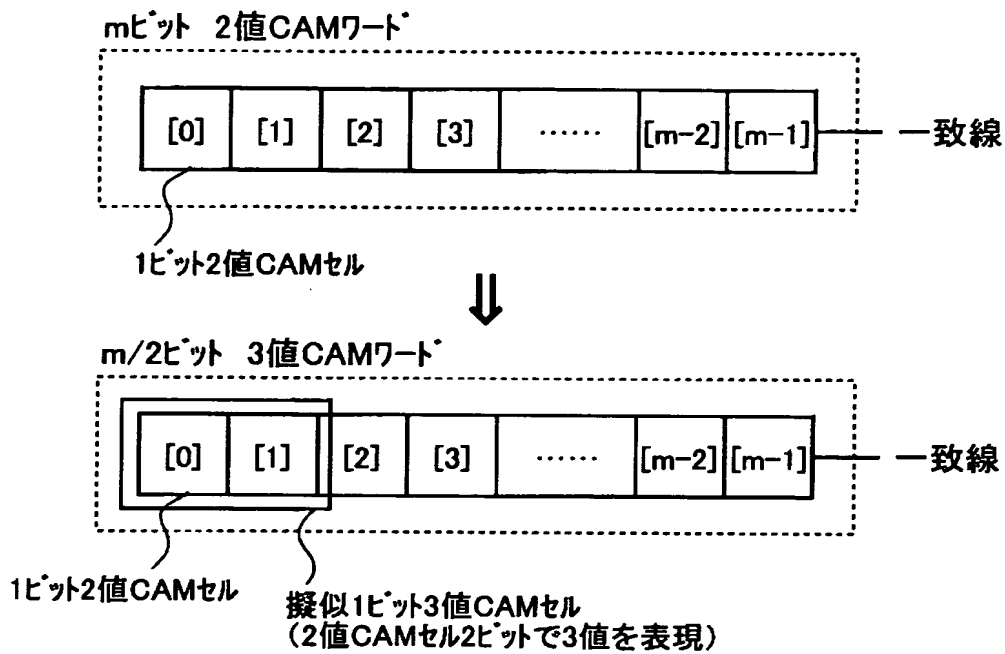 mﾋﾞｯﾄ 2値CAMﾜｰﾄﾞ
[0] [1] [2] [3] ‥‥‥ [m-2] [m-1] 一致線
1ﾋﾞｯﾄ2値CAMｾﾙ
⇓
m/2ﾋﾞｯﾄ 3値CAMﾜｰﾄﾞ
[0] [1] [2] [3] ‥‥‥ [m-2] [m-1] 一致線
1ﾋﾞｯﾄ2値CAMｾﾙ
擬似1ﾋﾞｯﾄ3値CAMｾﾙ
(2値CAMｾﾙ2ﾋﾞｯﾄで3値を表現)